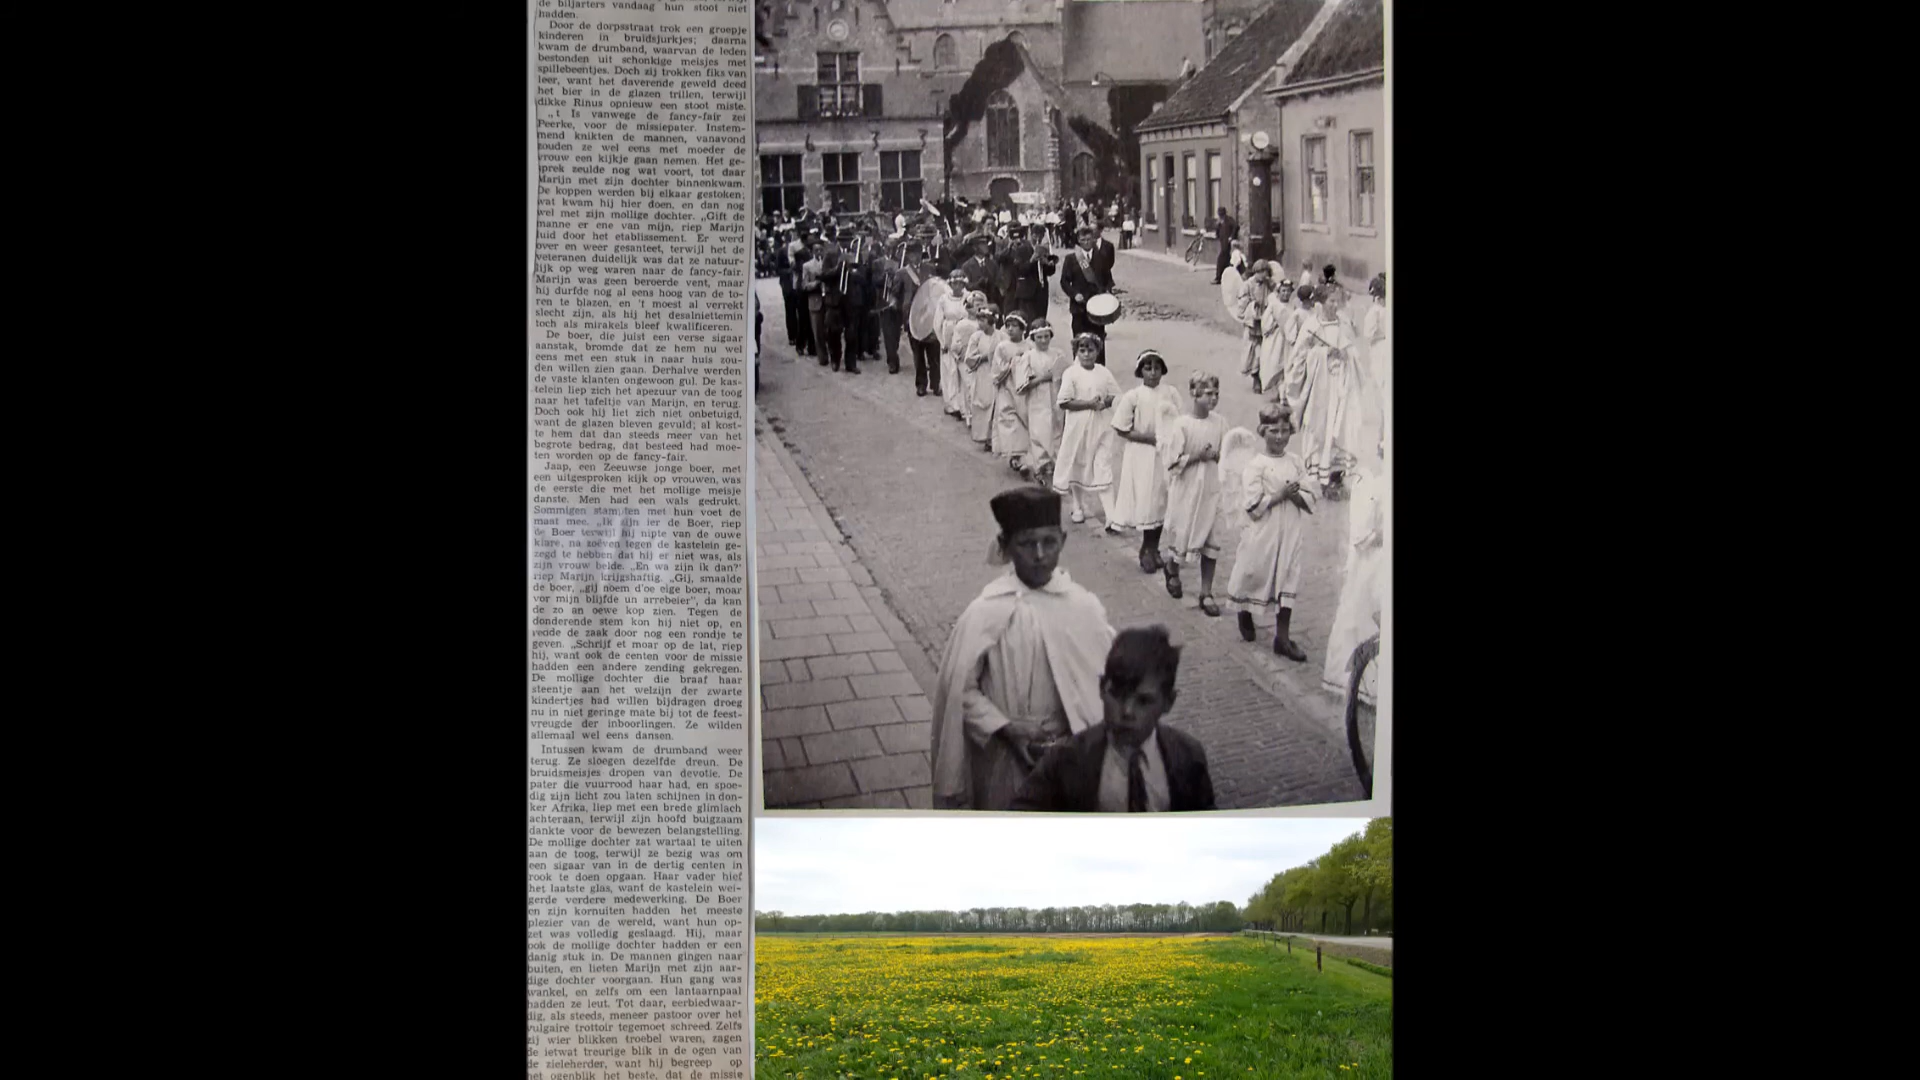 de biljarters vandaag hun stoot niet
hadden.
Door de dorpsstraat trok een groepje
kinderen in bruidsjurkjes; daarna
kwam de drumband, waarvan de leden
bestonden uit schonkige meisjes met
spillebeentjes. Doch zij trokken fiks van
leer, want het daverende geweld deed
het bier in de glazen trillen, terwijl
dikke Rinus opnieuw een stoot miste.
„'t Is vanwege de fancy-fair zei
Peerke, voor de missiepater. Instem-
mend knikten de mannen, vanavond
zouden ze wel eens met moeder de
vrouw een kijkje gaan nemen. Het ge-
sprek zeulde nog wat voort, tot daar
Marijn met zijn dochter binnenkwam.
De koppen werden bij elkaar gestoken,
wat kwam hij hier doen, en dan nog
wel met zijn mollige dochter. „Gift de
manne er ene van mijn, riep Marijn
luid door het etablissement. Er werd
over en weer gesanteet, terwijl het de
veteranen duidelijk was dat ze natuur-
lijk op weg waren naar de fancy-fair.
Marijn was geen beroerde vent, maar
hij durfde nog al eens hoog van de to-
ren te blazen, en 't moest al verrekt
slecht zijn, als hij het desalniettemin
toch als mirakels bleef kwalificeren.
De boer, die juist een verse sigaar
aanstak, bromde dat ze hem nu wel
eens met een stuk in naar huis zou-
den willen zien gaan. Derhalve werden
de vaste klanten ongewoon gul. De kas-
telein liep zich het apezuur van de toog
naar het tafeltje van Marijn, en terug.
Doch ook hij liet zich niet onbetuigd,
want de glazen bleven gevuld; al kost-
te hem dat dan steeds meer van het
begrote bedrag, dat besteed had moe-
ten worden op de fancy-fair.
Jaap, een Zeeuwse jonge boer, met
een uitgesproken kijk op vrouwen, was
de eerste die met het mollige meisje
danste. Men had een wals gedrukt.
Sommigen stampten met hun voet de
maat mee. „Ik zijn ier de Boer, riep
de Boer terwijl hij nipte van de ouwe
klare, na zoëven tegen de kastelein ge-
zegd te hebben dat hij er niet was, als
zijn vrouw belde. „En wa zijn ik dan?"
riep Marijn krijgshaftig. „Gij, smaalde
de boer, „gij noem d'oe eige boer, moar
vor mijn blijfde un arrebeier", da kan
de zo an oewe kop zien. Tegen de
donderende stem kon hij niet op, en
redde de zaak door nog een rondje te
geven. „Schrijf et moar op de lat, riep
hij, want ook de centen voor de missie
hadden een andere zending gekregen.
De mollige dochter die braaf haar
steentje aan het welzijn der zwarte
kindertjes had willen bijdragen droeg
nu in niet geringe mate bij tot de feest-
vreugde der inboorlingen. Ze wilden
allemaal wel eens dansen.
Intussen kwam de drumband weer
terug. Ze sloegen dezelfde dreun. De
bruidsmeisjes dropen van devotie. De
pater die vuurrood haar had, en spoe-
dig zijn licht zou laten schijnen in don-
ker Afrika, liep met een brede glimlach
achteraan, terwijl zijn hoofd buigzaam
dankte voor de bewezen belangstelling.
De mollige dochter zat wartaal te uiten
aan de toog, terwijl ze bezig was om
een sigaar van in de dertig centen in
rook te doen opgaan. Haar vader hief
het laatste glas, want de kastelein wei-
gerde verdere medewerking. De Boer
en zijn kornuiten hadden het meeste
plezier van de wereld, want hun op-
zet was volledig geslaagd. Hij, maar
ook de mollige dochter hadden er een
danig stuk in. De mannen gingen naar
buiten, en lieten Marijn met zijn aar-
dige dochter voorgaan. Hun gang was
wankel, en zelfs om een lantaarnpaal
hadden ze leut. Tot daar, eerbiedwaar-
dig, als steeds, meneer pastoor over het
vulgaire trottoir tegemoet schreed. Zelfs
zij wier blikken troebel waren, zagen
de ietwat treurige blik in de ogen van
de zieleherder, want hij begreep op
het ogenblik het beste, dat de missie